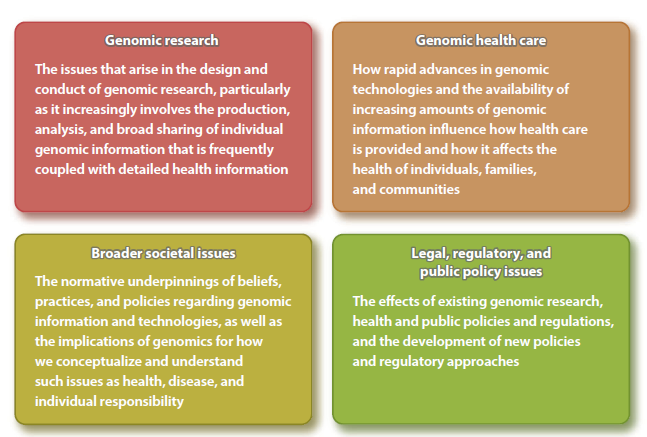 Genomic research
The issues that arise in the design and
conduct of genomic research, particularly
as it increasingly involves the production,
analysis, and broad sharing of individual
genomic information that is frequently
coupled with detailed health information
Genomic health care
How rapid advances in genomic
technologies and the availability of
increasing amounts of genomic
information influence how health care
is provided and how it affects the
health of individuals, families,
and communities
Broader societal issues
The normative underpinnings of beliefs,
practices, and policies regarding genomic
information and technologies, as well as
the implications of genomics for how
we conceptualize and understand
such issues as health, disease, and
individual responsibility
Legal, regulatory, and
public policy issues
The effects of existing genomic research,
health and public policies and regulations,
and the development of new policies
and regulatory approaches